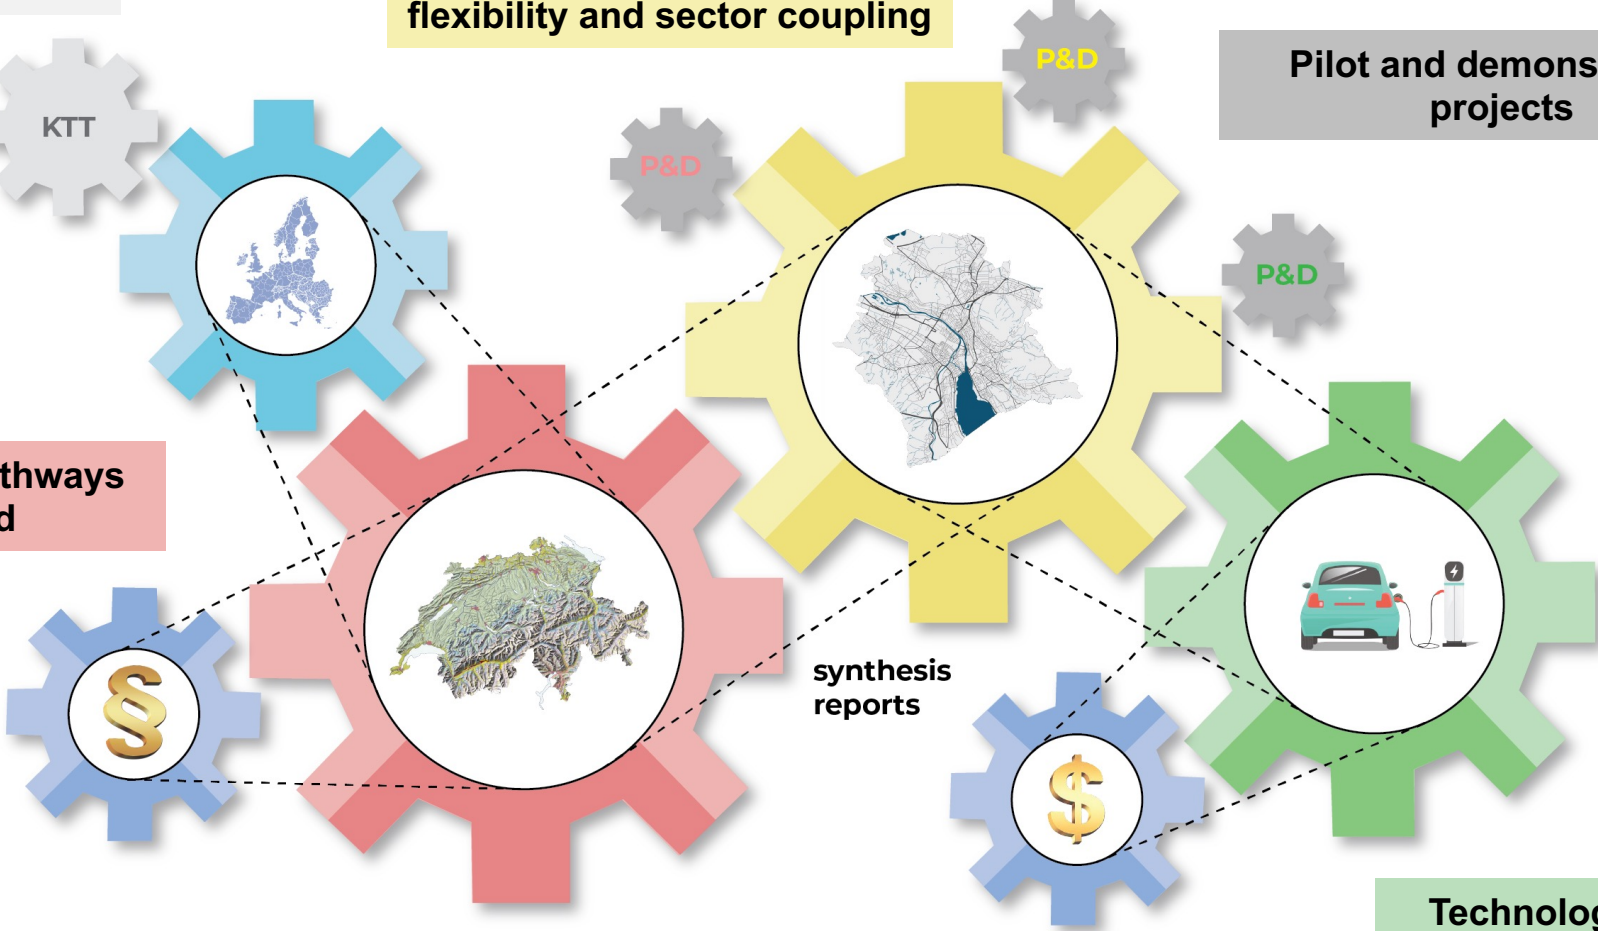 flexibility and sector coupling
P&D
Pilot and demons
projects
KTT
P&D
P&D
thways
d
§
synthesis
reports
$
Technolog